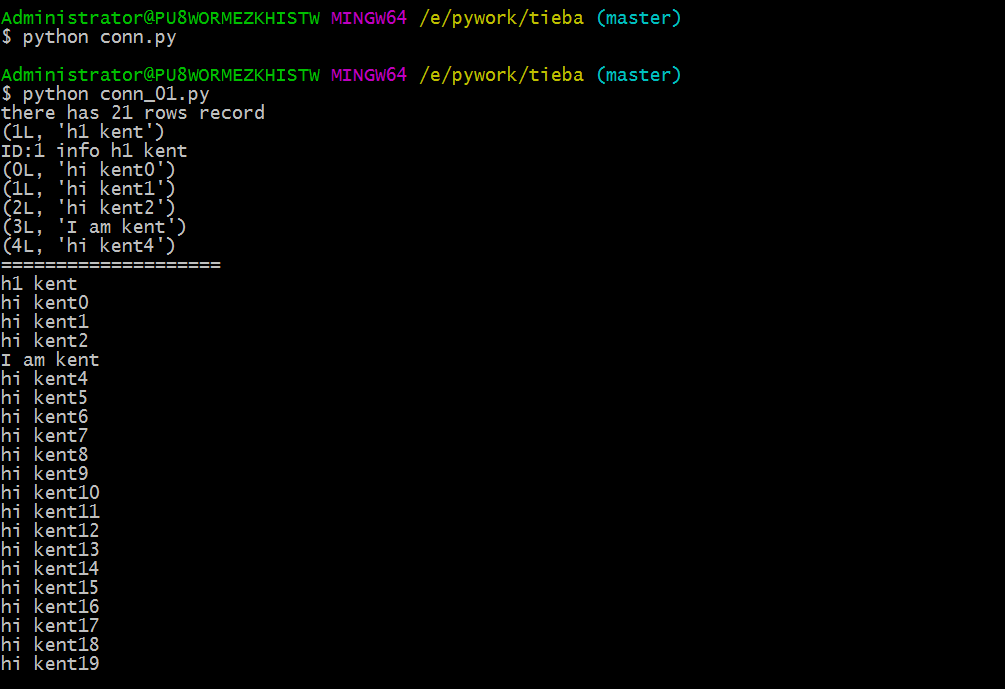 Administrator@PU8WORMEZKHISTW MINGW64 /e/pywork/tieba (master)
$ python conn.py
Administrator@PU8WORMEZKHISTW MINGW64 /e/pywork/tieba (master)
$ python conn_01.py
there has 21 rows record
(1L, 'h1 kent')
ID:1 info h1 kent
(0L, 'hi kent0')
(1L, 'hi kent1')
(2L, 'hi kent2')
(3L, 'I am kent')
(4L, 'hi kent4')
====================
h1 kent
hi kent0
hi kent1
hi kent2
I am kent
hi kent4
hi kent5
hi kent6
hi kent7
hi kent8
hi kent9
hi kent10
hi kent11
hi kent12
hi kent13
hi kent14
hi kent15
hi kent16
hi kent17
hi kent18
hi kent19